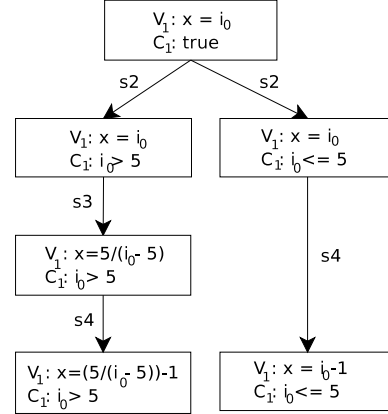 V₁: x = i₀
C₁: true
s2
s2
V₁: x = i₀
C₁: i₀> 5
V₁: x = i₀
C₁: i₀<= 5
s3
V₁: x=5/(i₀- 5)
C₁: i₀> 5
s4
s4
V₁: x=(5/(i₀- 5))-1
C₁: i₀> 5
V₁: x = i₀-1
C₁: i₀<= 5